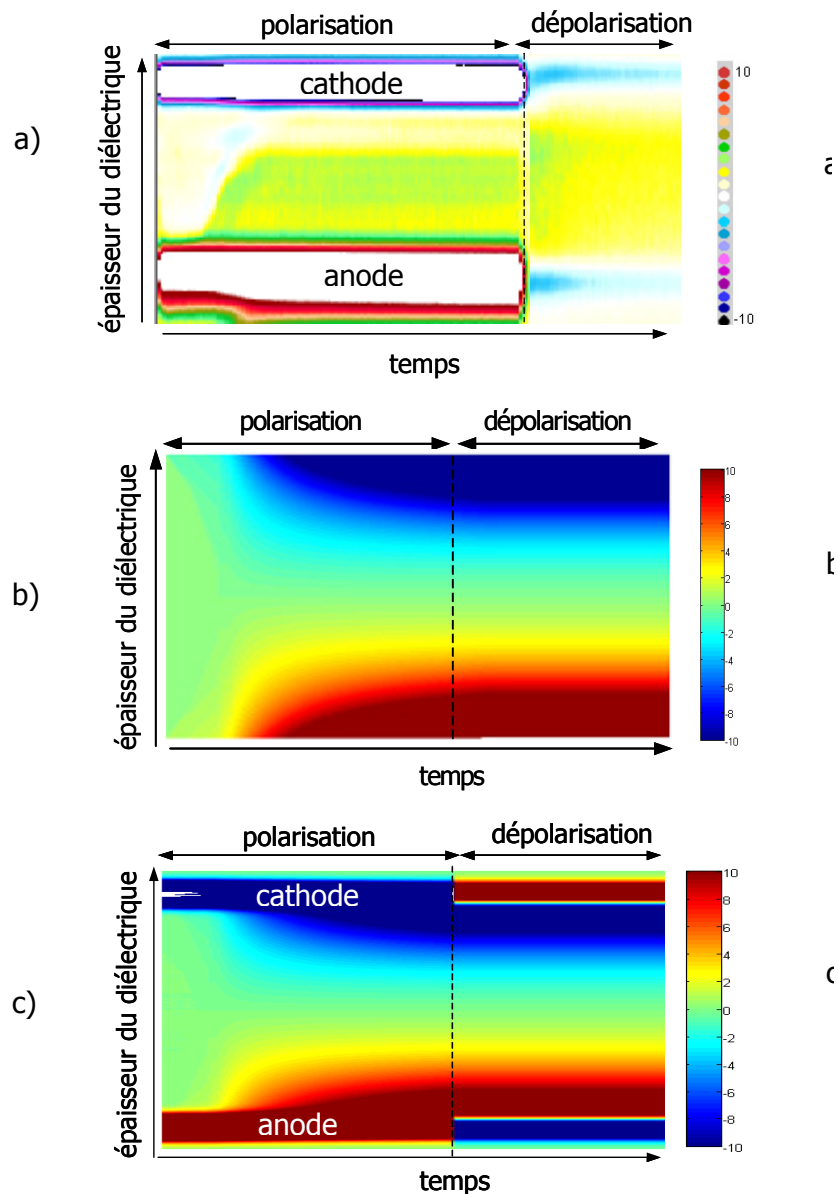 polarisation dépolarisation
a)
épaisseur du diélectrique
cathode
anode
10
-10
a
temps
polarisation dépolarisation
b)
épaisseur du diélectrique
10
8
6
4
2
0
-2
-4
-6
-8
-10
b
temps
polarisation dépolarisation
c)
épaisseur du diélectrique
cathode
anode
10
8
6
4
2
0
-2
-4
-6
-8
-10
c
temps